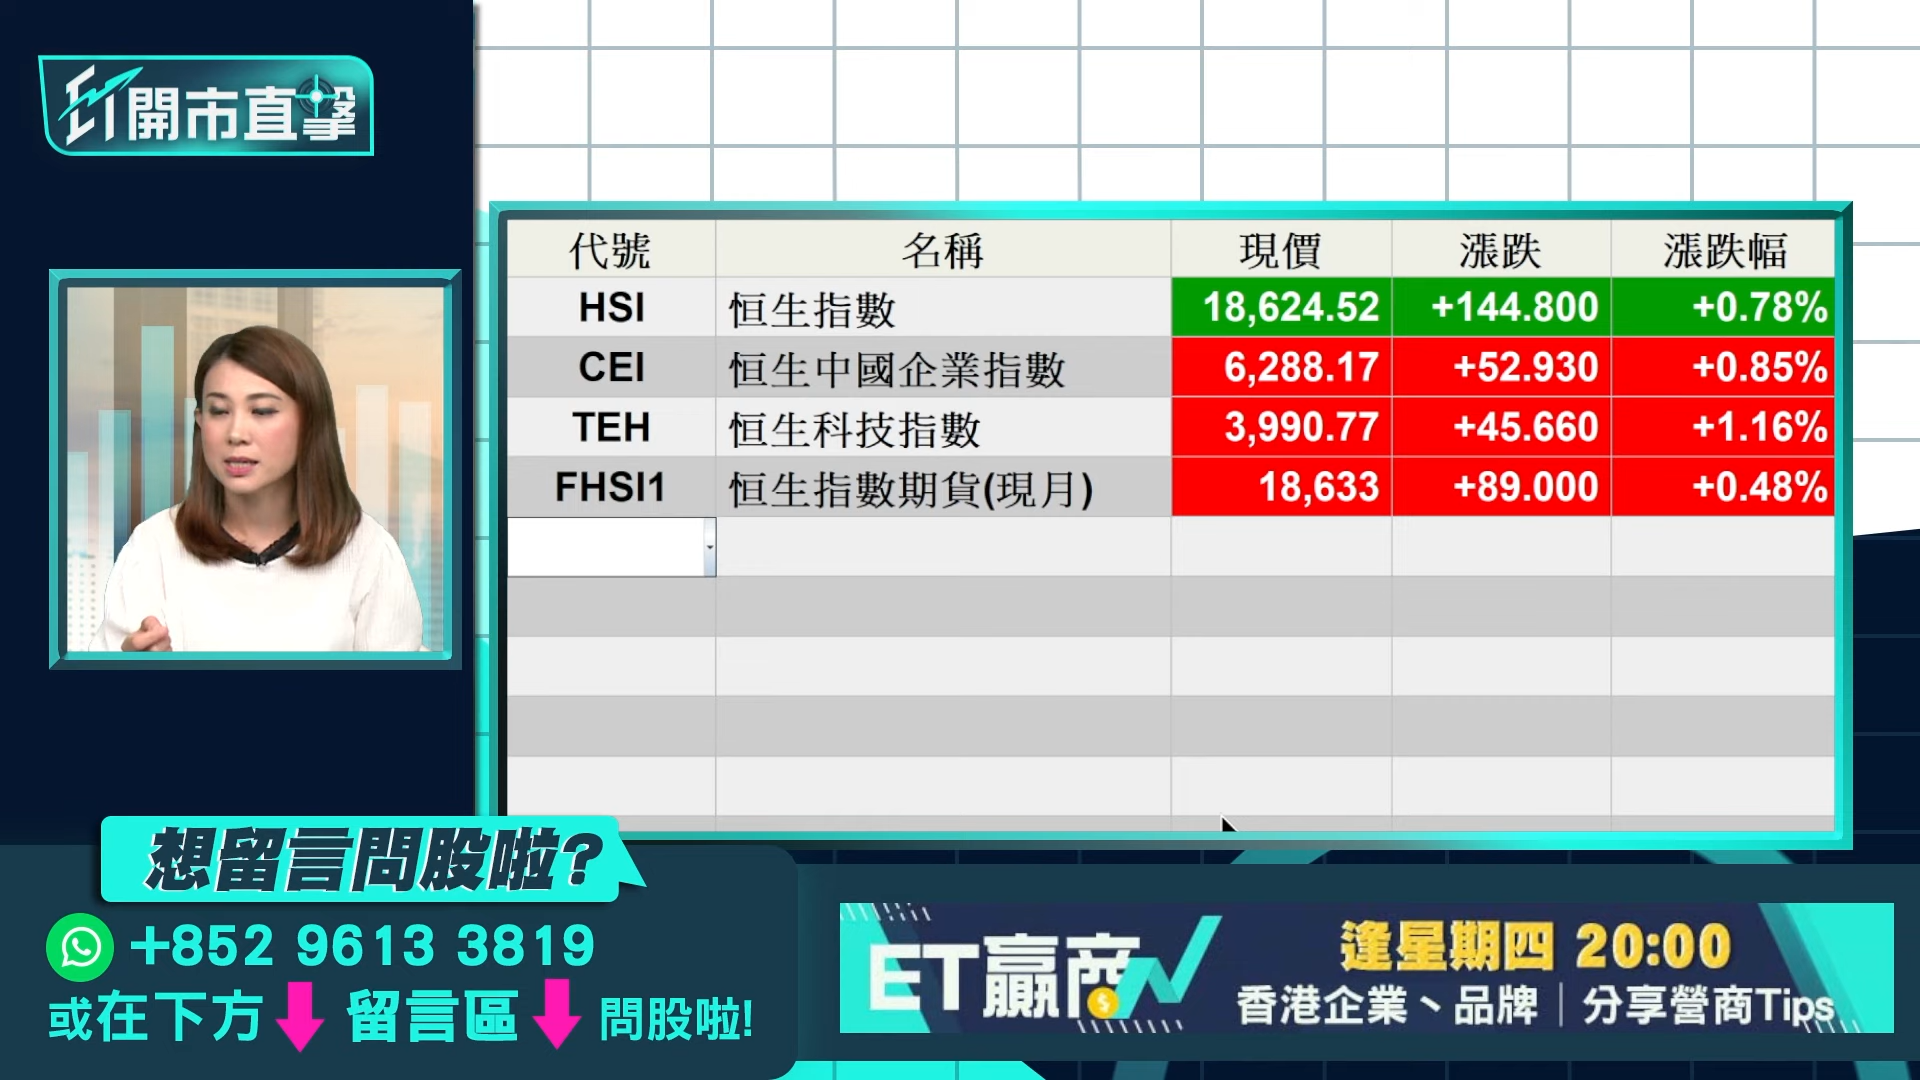 ET開市直擊
代號 名稱 現價 漲跌 漲跌幅
HSI 恒生指數 18,624.52 +144.800 +0.78%
CEI 恒生中國企業指數 6,288.17 +52.930 +0.85%
TEH 恒生科技指數 3,990.77 +45.660 +1.16%
FHSI1 恒生指數期貨(現月) 18,633 +89.000 +0.48%
想留言問股啦?
+852 9613 3819
或在下方 留言區 問股啦!
ET贏商
逢星期四 20:00
香港企業、品牌｜分享營商Tips